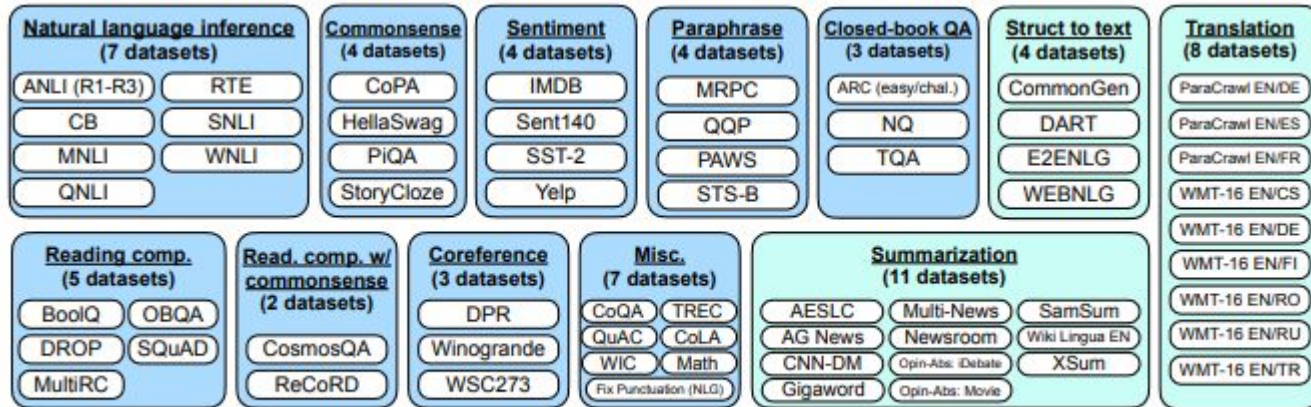 Natural language inference
(7 datasets)
ANLI (R1-R3)
RTE
CB
SNLI
MNLI
WNLI
QNLI
Commonsense
(4 datasets)
CoPA
HellaSwag
PiQA
StoryCloze
Sentiment
(4 datasets)
IMDB
Sent140
SST-2
Yelp
Paraphrase
(4 datasets)
MRPC
QQP
PAWS
STS-B
Closed-book QA
(3 datasets)
ARC (easy/chal.)
NQ
TQA
Struct to text
(4 datasets)
CommonGen
DART
E2ENLG
WEBNLG
Translation
(8 datasets)
ParaCrawl EN/DE
ParaCrawl EN/ES
ParaCrawl EN/FR
WMT-16 EN/CS
WMT-16 EN/DE
WMT-16 EN/FI
WMT-16 EN/RO
WMT-16 EN/RU
WMT-16 EN/TR
Reading comp.
(5 datasets)
BoolQ
OBQA
DROP
SQuAD
MultiRC
Read. comp. w/
commonsense
(2 datasets)
CosmosQA
ReCoRD
Coreference
(3 datasets)
DPR
Winogrande
WSC273
Misc.
(7 datasets)
CoQA
TREC
QuAC
CoLA
WIC
Math
Fix Punctuation (NLG)
Summarization
(11 datasets)
AESLC
Multi-News
SamSum
AG News
Newsroom
Wiki Lingua EN
CNN-DM
Opin-Abs: iDebate
XSum
Gigaword
Opin-Abs: Movie